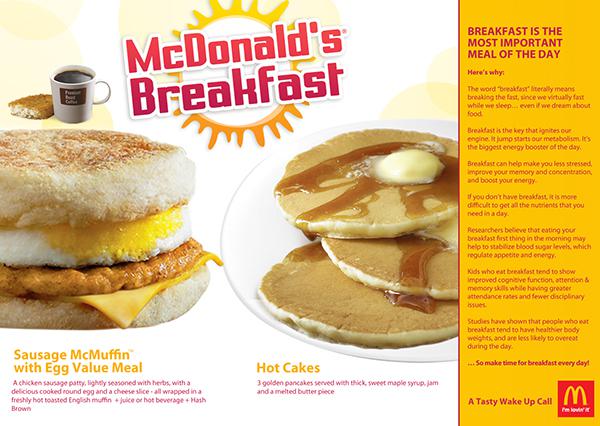 McDonald's®
Breakfast
Premium
Roast
Coffee
Sausage McMuffin™
with Egg Value Meal
A chicken sausage patty, lightly seasoned with herbs, with a
delicious cooked round egg and a cheese slice - all wrapped in a
freshly hot toasted English muffin + juice or hot beverage + Hash
Brown
Hot Cakes
3 golden pancakes served with thick, sweet maple syrup, jam
and a melted butter piece
BREAKFAST IS THE
MOST IMPORTANT
MEAL OF THE DAY
Here's why:
The word "breakfast" literally means
breaking the fast, since we virtually fast
while we sleep... even if we dream about
food.
Breakfast is the key that ignites our
engine. It jump starts our metabolism. It's
the biggest energy booster of the day.
Breakfast can help make you less stressed,
improve your memory and concentration,
and boost your energy.
If you don't have breakfast, it is more
difficult to get all the nutrients that you
need in a day.
Researchers believe that eating your
breakfast first thing in the morning may
help to stabilize blood sugar levels, which
regulate appetite and energy.
Kids who eat breakfast tend to show
improved cognitive function, attention &
memory skills while having greater
attendance rates and fewer disciplinary
issues.
Studies have shown that people who eat
breakfast tend to have healthier body
weights, and are less likely to overeat
during the day.
... So make time for breakfast every day!
A Tasty Wake Up Call
i'm lovin' it®